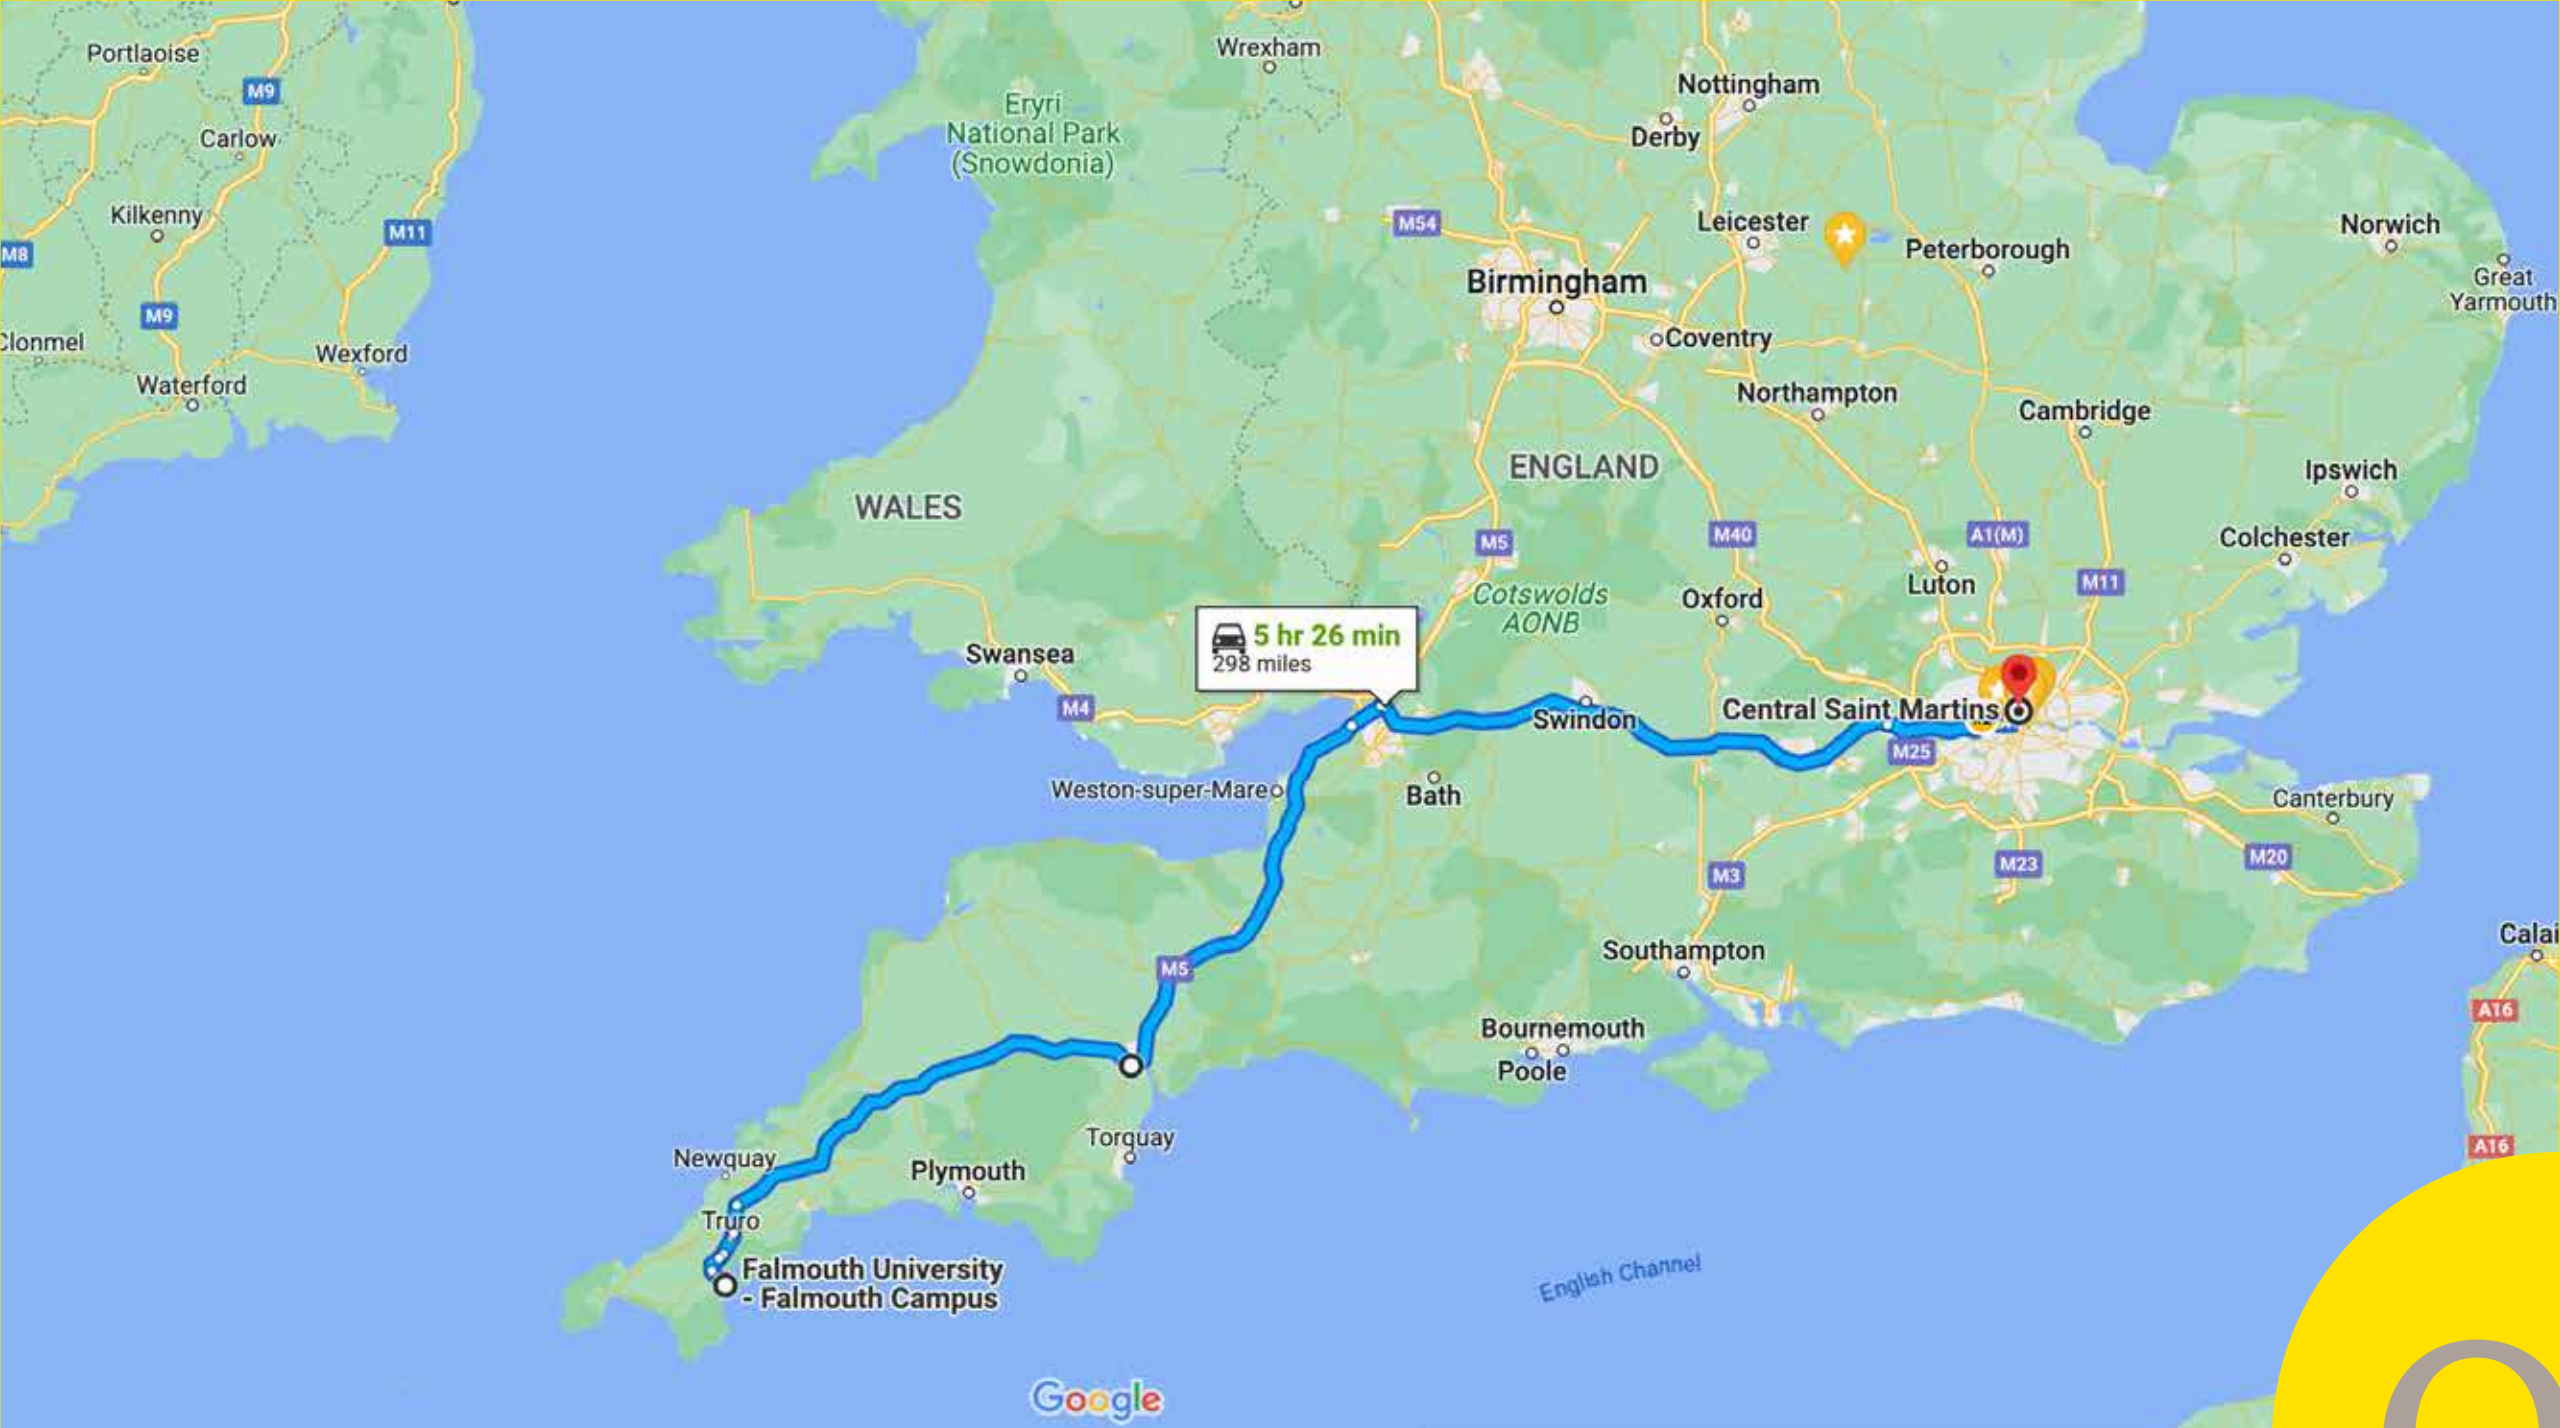 Portlaoise
M9
Carlow
Kilkenny
M11
M8
M9
Clonmel
Wexford
Waterford
Wrexham
Eryri
National Park
(Snowdonia)
Nottingham
Derby
M54
Leicester
Peterborough
Norwich
Great
Yarmouth
Birmingham
Coventry
Northampton
Cambridge
Ipswich
ENGLAND
WALES
M5
M40
A1(M)
Colchester
M11
Luton
Cotswolds
AONB
Oxford
5 hr 26 min
298 miles
Swansea
M4
Swindon
Central Saint Martins
M25
Weston-super-Mare
Bath
Canterbury
M3
M23
M20
Southampton
Calai
M5
A16
Bournemouth
Poole
Torquay
A16
Newquay
Plymouth
Truro
Falmouth University
- Falmouth Campus
English Channel
Google